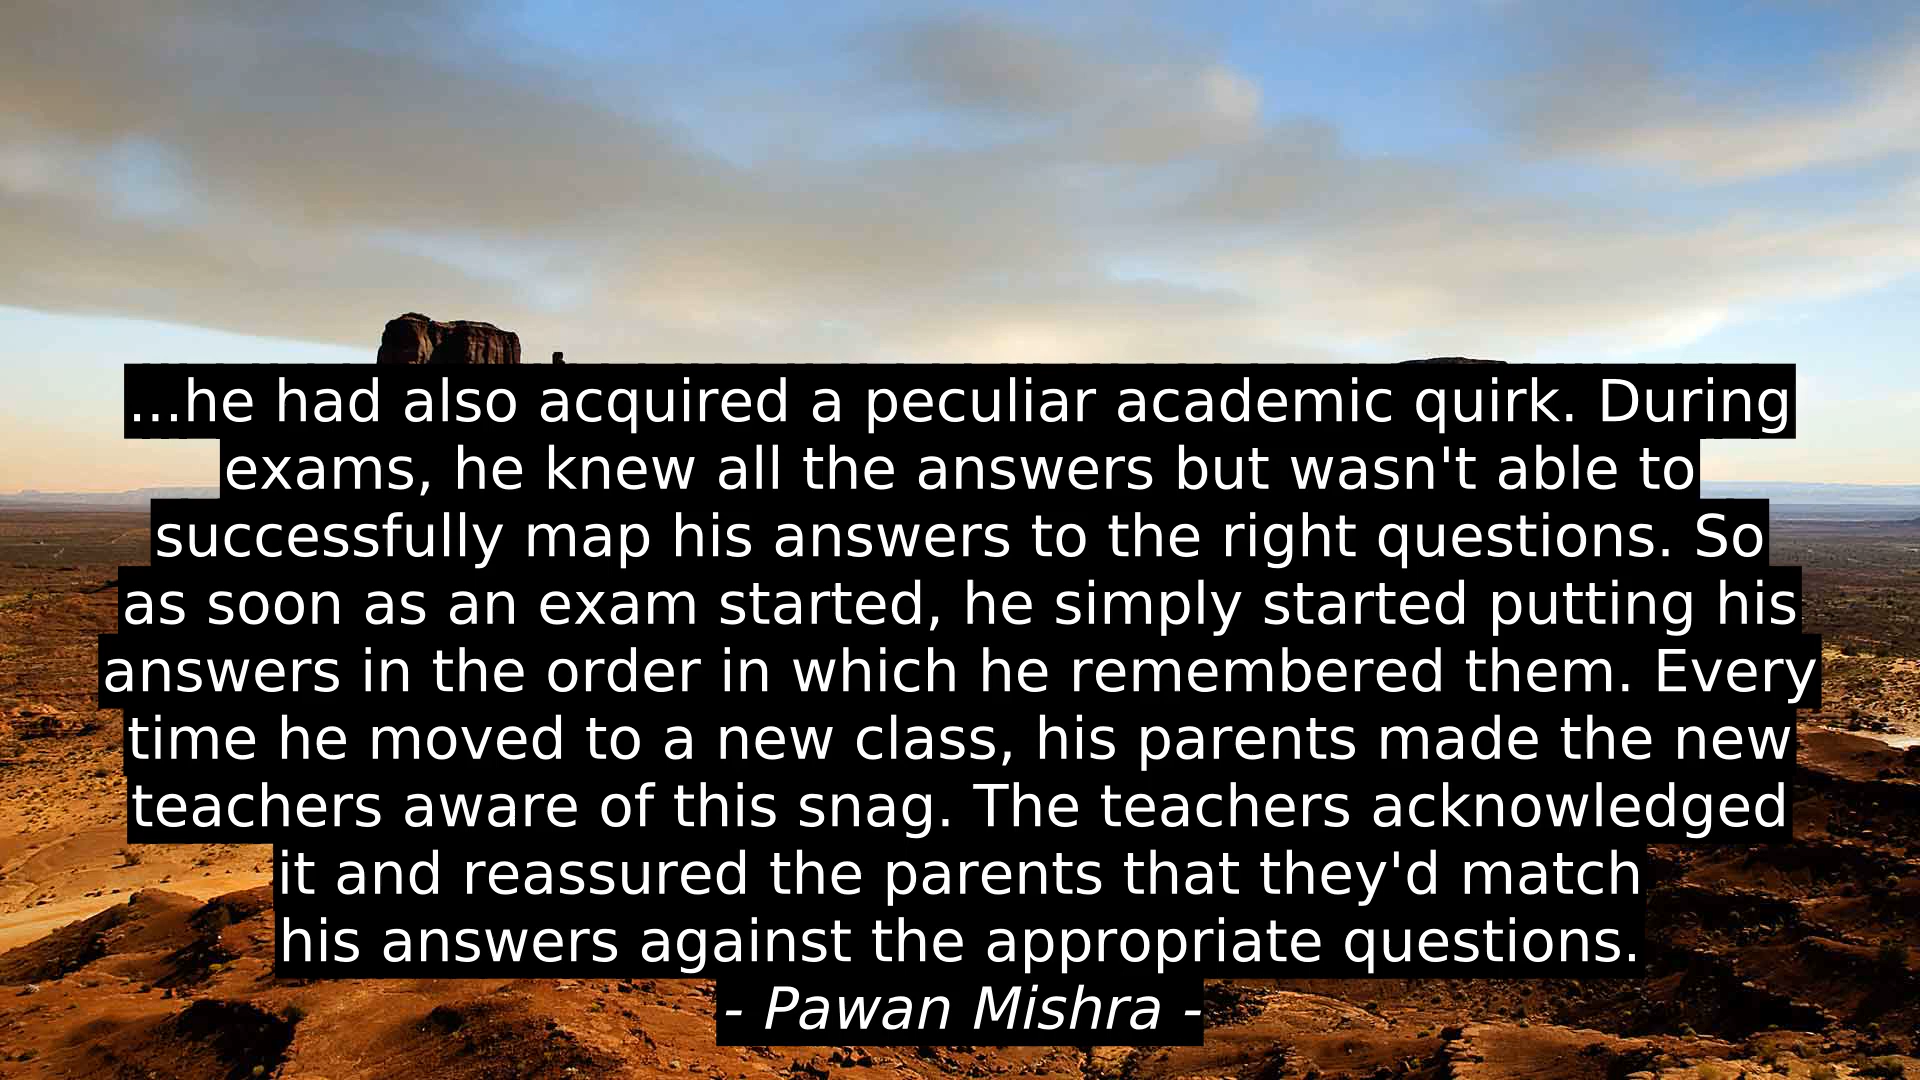 ...he had also acquired a peculiar academic quirk. During
exams, he knew all the answers but wasn't able to
successfully map his answers to the right questions. So
as soon as an exam started, he simply started putting his
answers in the order in which he remembered them. Every
time he moved to a new class, his parents made the new
teachers aware of this snag. The teachers acknowledged
it and reassured the parents that they'd match
his answers against the appropriate questions.
- Pawan Mishra -